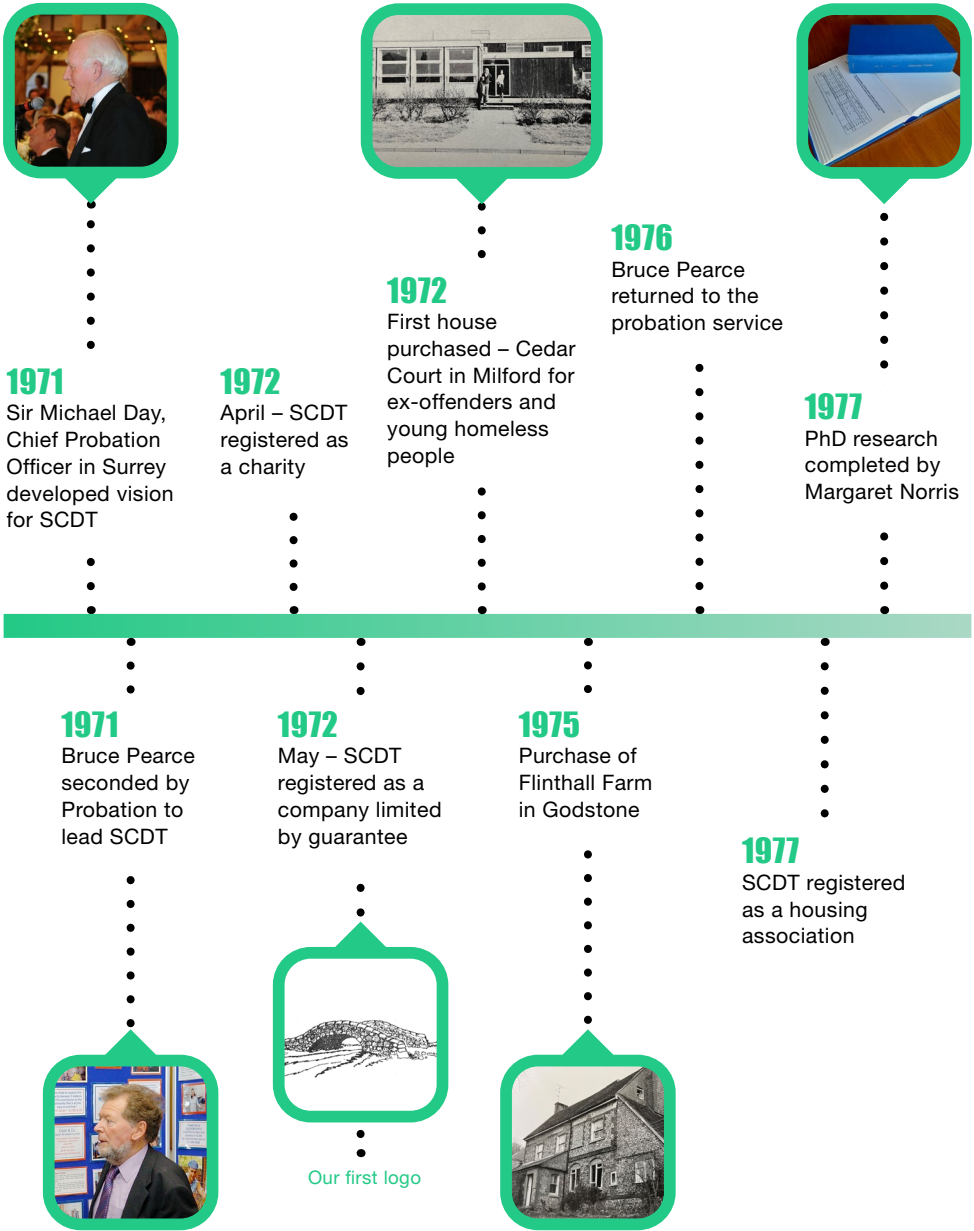 1971
Sir Michael Day,
Chief Probation
Officer in Surrey
developed vision
for SCDT
1972
April – SCDT
registered as
a charity
1972
First house
purchased – Cedar
Court in Milford for
ex-offenders and
young homeless
people
1976
Bruce Pearce
returned to the
probation service
1977
PhD research
completed by
Margaret Norris
1971
Bruce Pearce
seconded by
Probation to
lead SCDT
1972
May – SCDT
registered as a
company limited
by guarantee
Our first logo
1975
Purchase of
Flinthall Farm
in Godstone
1977
SCDT registered
as a housing
association